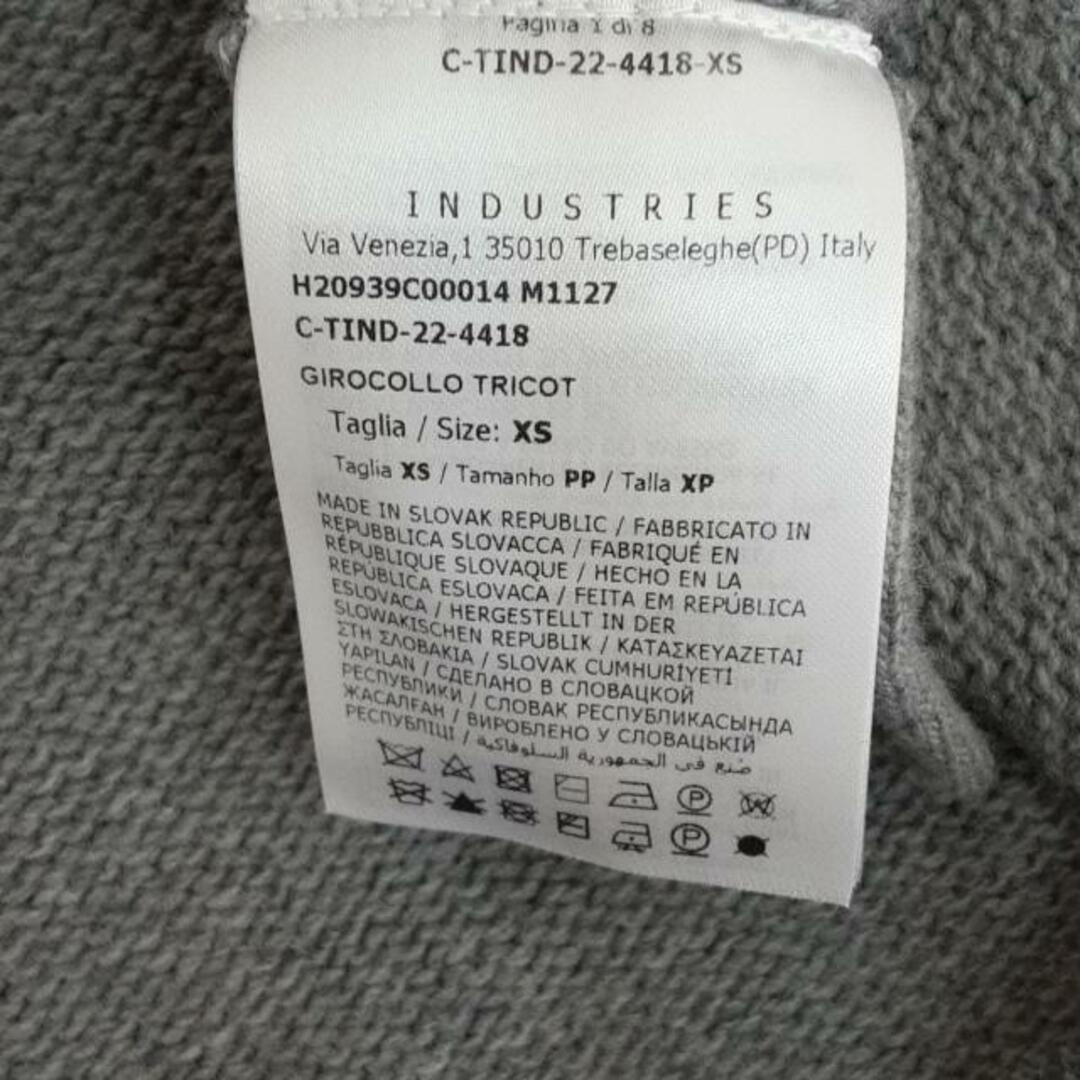 Pagina 1 di 8
C-TIND-22-4418-XS
INDUSTRIES
Via Venezia,1 35010 Trebaseleghe(PD) Italy
H20939C00014 M1127
C-TIND-22-4418
GIROCOLLO TRICOT
Taglia / Size: XS
Taglia XS / Tamanho PP / Talla XP
MADE IN SLOVAK REPUBLIC / FABBRICATO IN
REPUBBLICA SLOVACCA / FABRIQUÉ EN
RÉPUBLIQUE SLOVAQUE / HECHO EN LA
REPÚBLICA ESLOVACA / FEITA EM REPÚBLICA
ESLOVACA / HERGESTELLT IN DER
SLOWAKISCHEN REPUBLIK / ΚΑΤΑΣΚΕΥΑΖΕΤΑΙ
ΣΤΗ ΣΛΟΒΑΚΙΑ / SLOVAK CUMHURİYETİ
YAPILAN / СДЕЛАНО В СЛОВАЦКОЙ
РЕСПУБЛИКИ / СЛОВАК РЕСПУБЛИКАСЫНДА
ЖАСАЛҒАН / ВИРОБЛЕНО У СЛОВАЦЬКІЙ
РЕСПУБЛІЦІ / صنع في الجمهورية السلوفاكية
P W
P